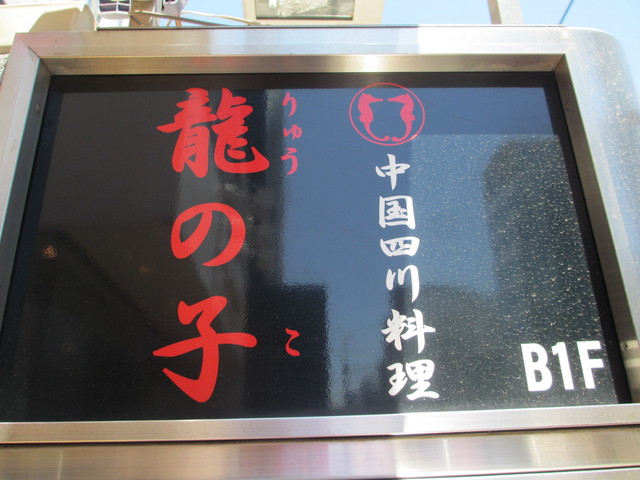 中国四川料理
りゅう こ
龍の子
B1F